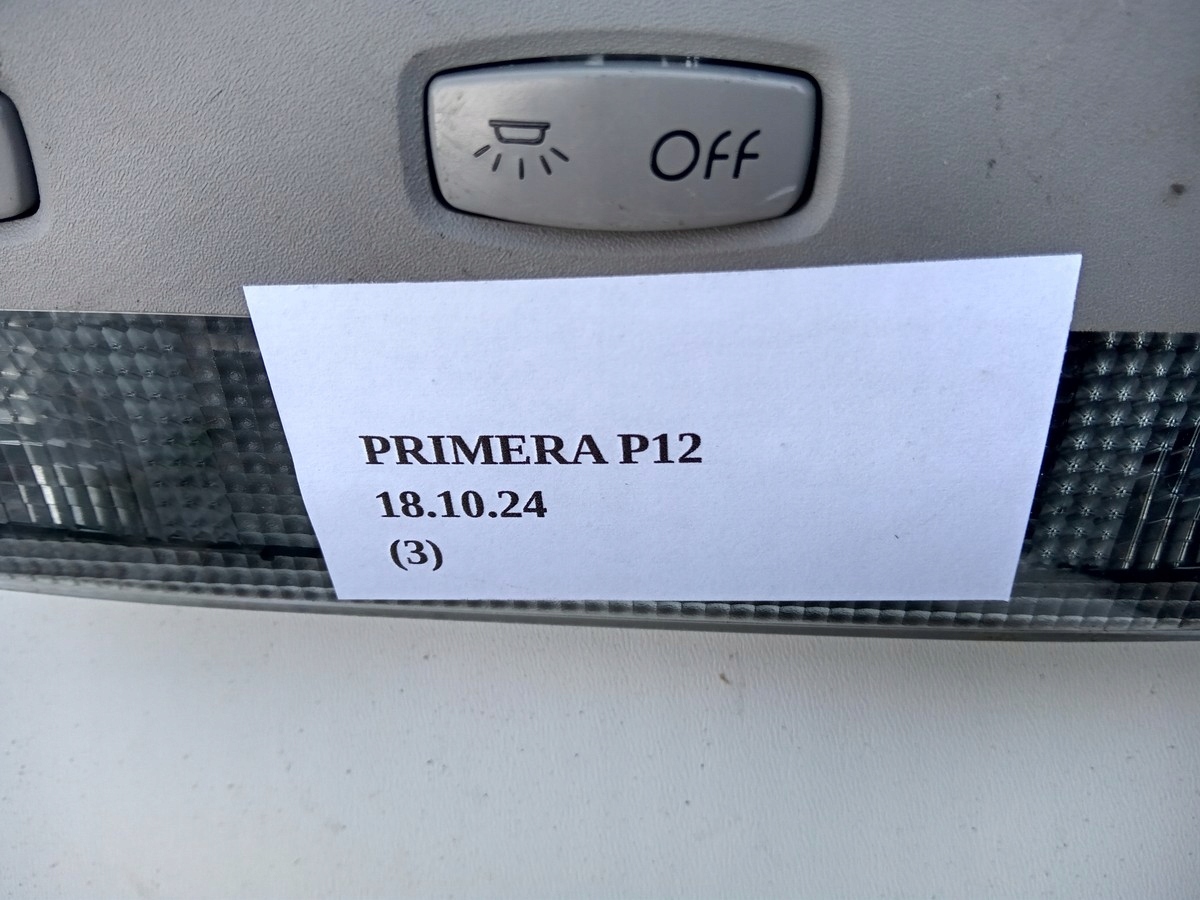 OFF
PRIMERA P12
18.10.24
(3)